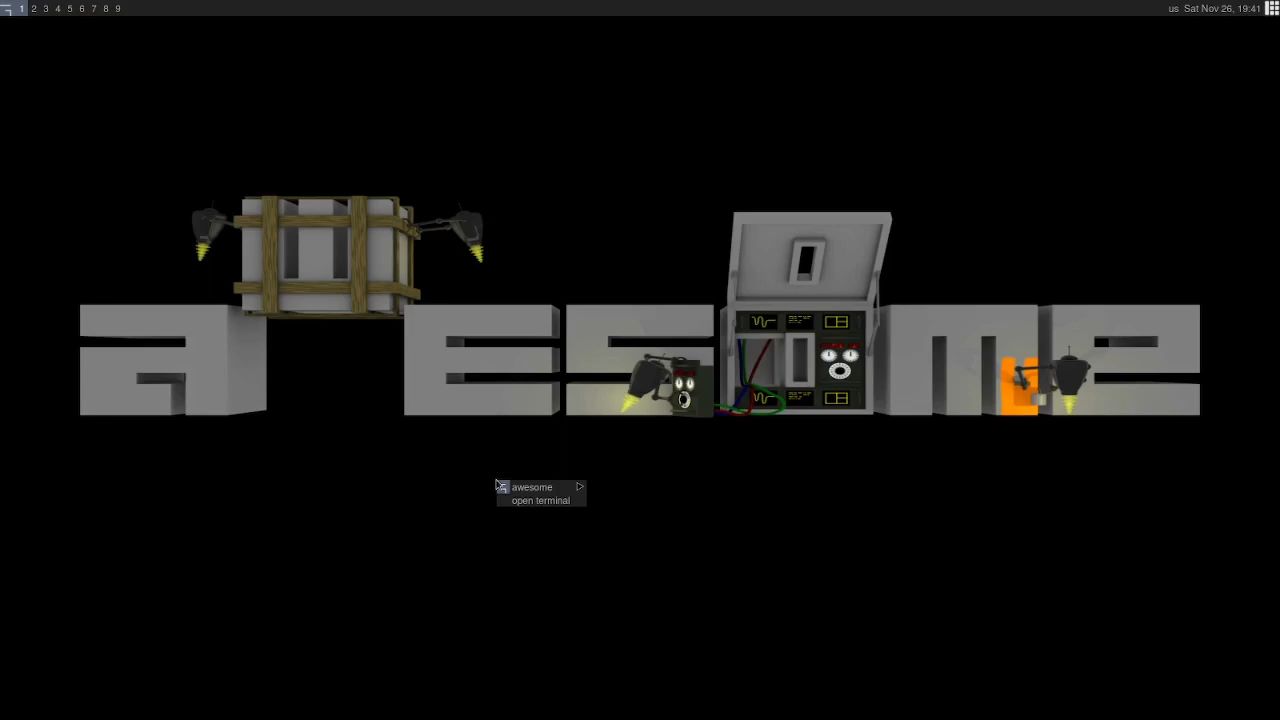 1 2 3 4 5 6 7 8 9
us Sat Nov 26, 19:41
awesome
awesome
open terminal